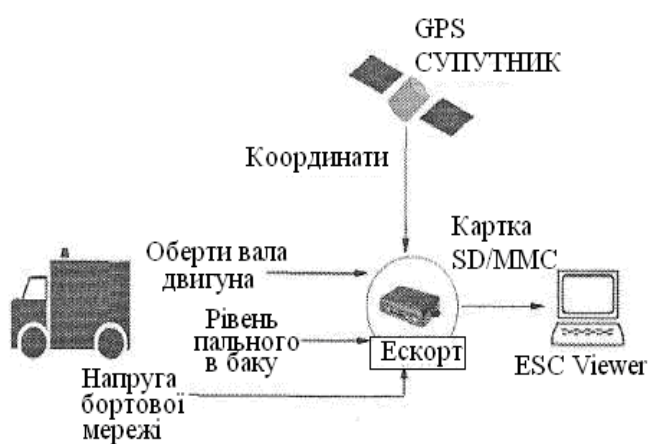 GPS
СУПУТНИК
Координати
Картка
SD/MMC
Оберти вала
двигуна
Рівень
пального
в баку
Ескорт
ESC Viewer
Напруга
бортової
мережі